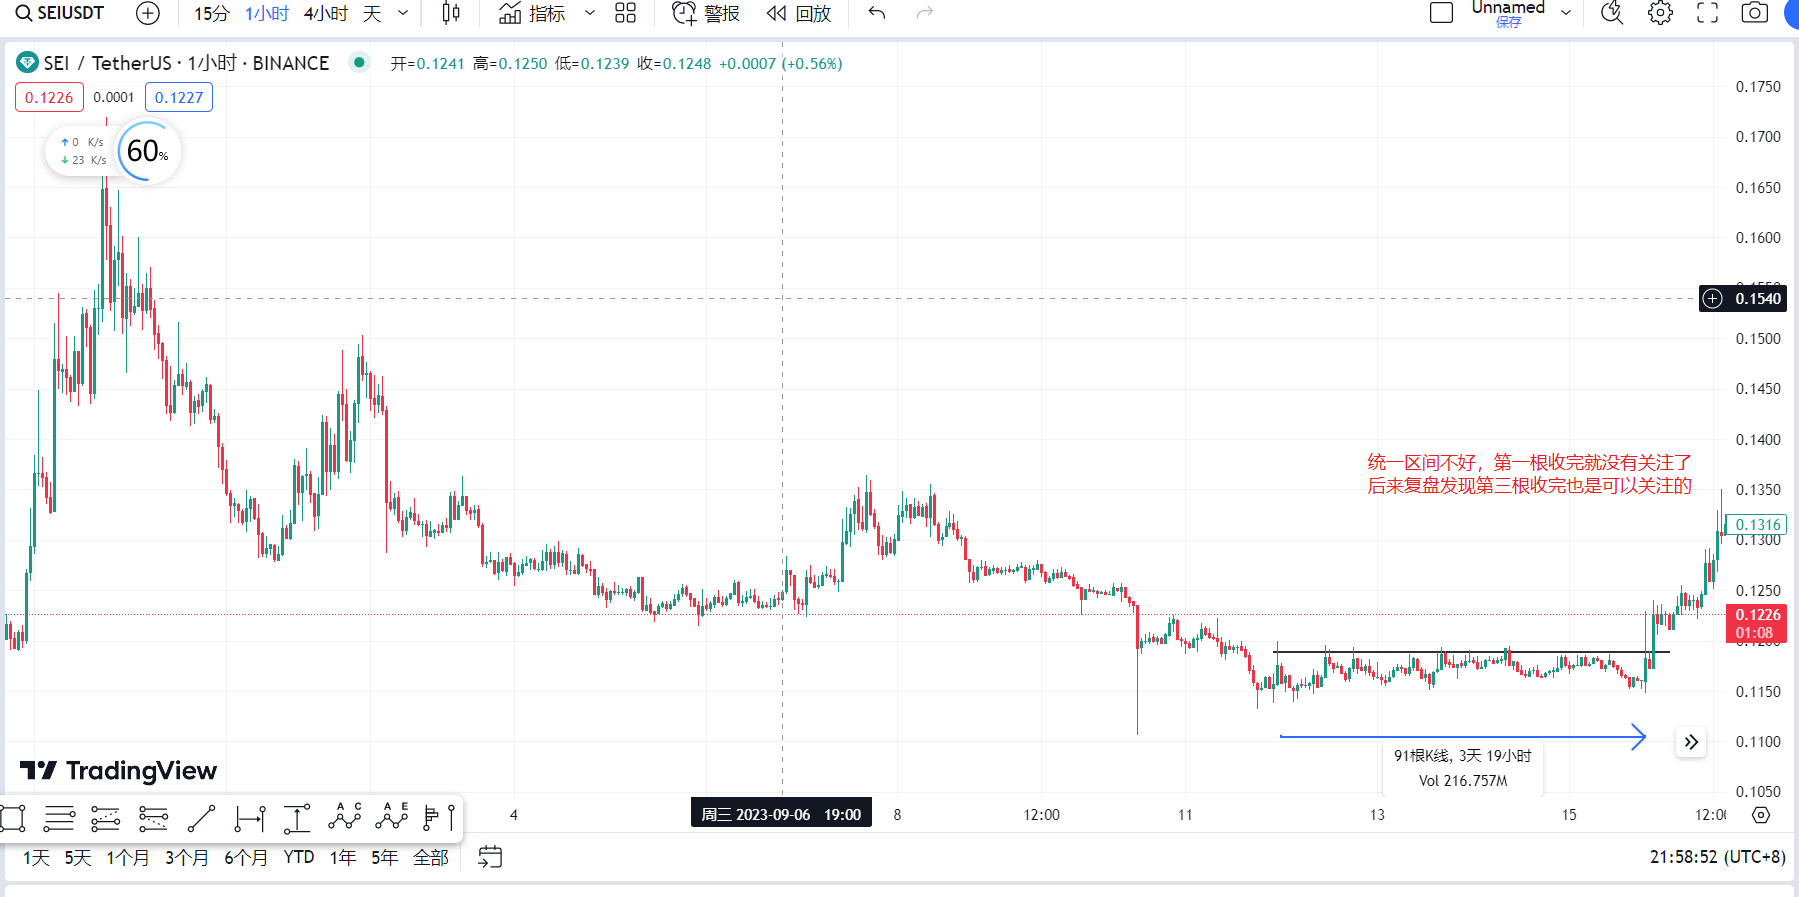 SEIUSDT 15分 1小时 4小时 天 指标 警报 回放 Unnamed
保存
SEI / TetherUS · 1小时 · BINANCE 开=0.1241 高=0.1250 低=0.1239 收=0.1248 +0.0007 (+0.56%)
0.1226 0.0001 0.1227
0 K/s
23 K/s
60%
0.1750
0.1700
0.1650
0.1600
0.1540
0.1500
0.1450
0.1400
统一区间不好，第一根收完就没有关注了
后来复盘发现第三根收完也是可以关注的
0.1350
0.1316
0.1300
0.1250
0.1226
01:08
0.1150
0.1100
91根K线, 3天 19小时
Vol 216.757M
TradingView
0.1050
A C
A E
4 周三 2023-09-06 19:00 8 12:00 11 13 15 12:00
1天 5天 1个月 3个月 6个月 YTD 1年 5年 全部
21:58:52 (UTC+8)